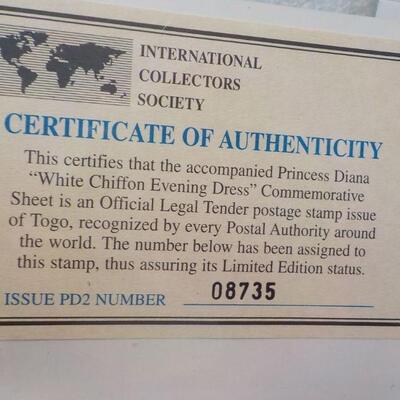 INTERNATIONAL
COLLECTORS
SOCIETY
CERTIFICATE OF AUTHENTICITY
This certifies that the accompanied Princess Diana
“White Chiffon Evening Dress” Commemorative
Sheet is an Official Legal Tender postage stamp issue
of Togo, recognized by every Postal Authority around
the world. The number below has been assigned to
this stamp, thus assuring its Limited Edition status.
ISSUE PD2 NUMBER 08735